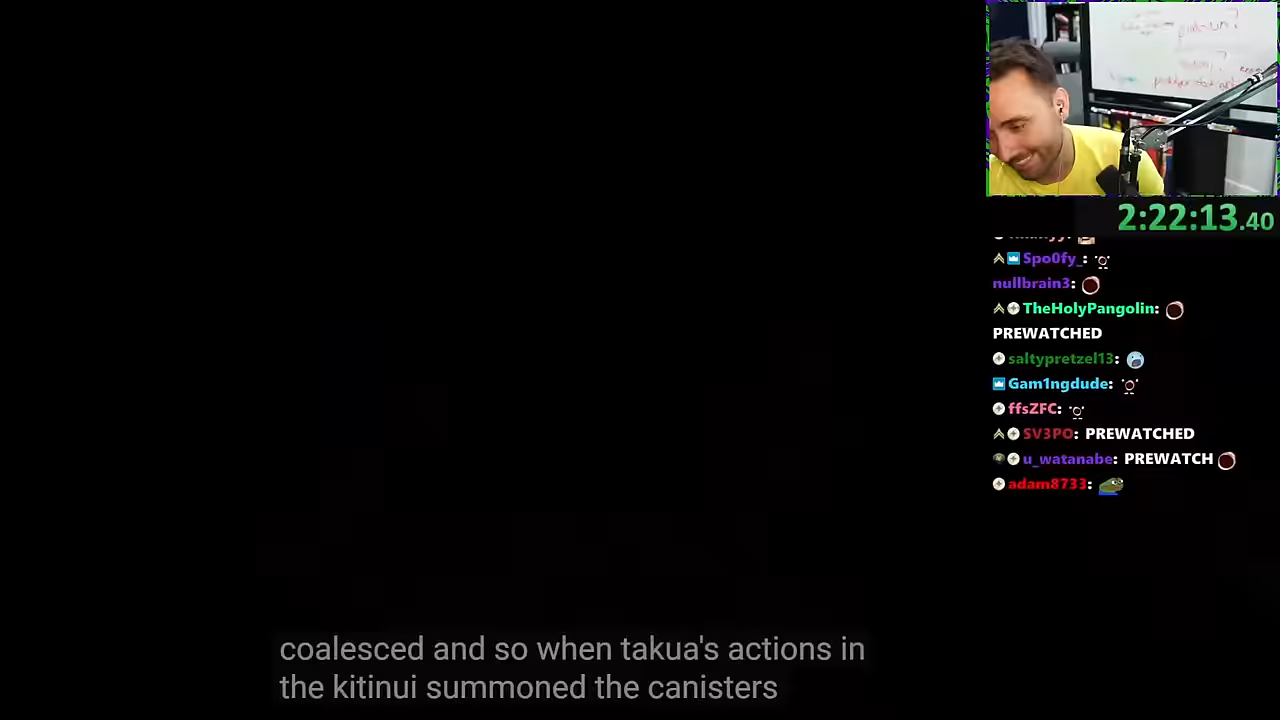 2:22:13.40
Spo0fy_:
nullbrain3:
TheHolyPangolin:
PREWATCHED
saltypretzel13:
Gam1ngdude:
ffsZFC:
SV3PO: PREWATCHED
u_watanabe: PREWATCH
adam8733:
coalesced and so when takua's actions in
the kitinui summoned the canisters